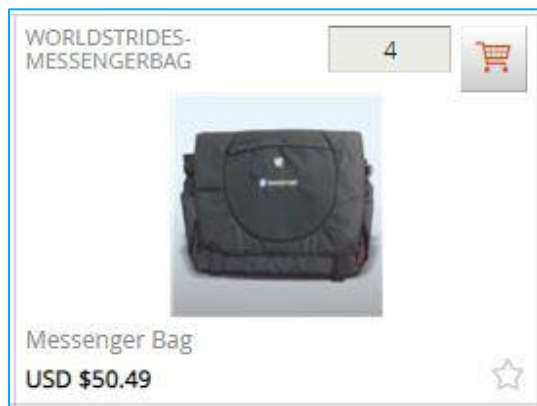 WORLDSTRIDES-
MESSENGERBAG
4
Messenger Bag
USD $50.49